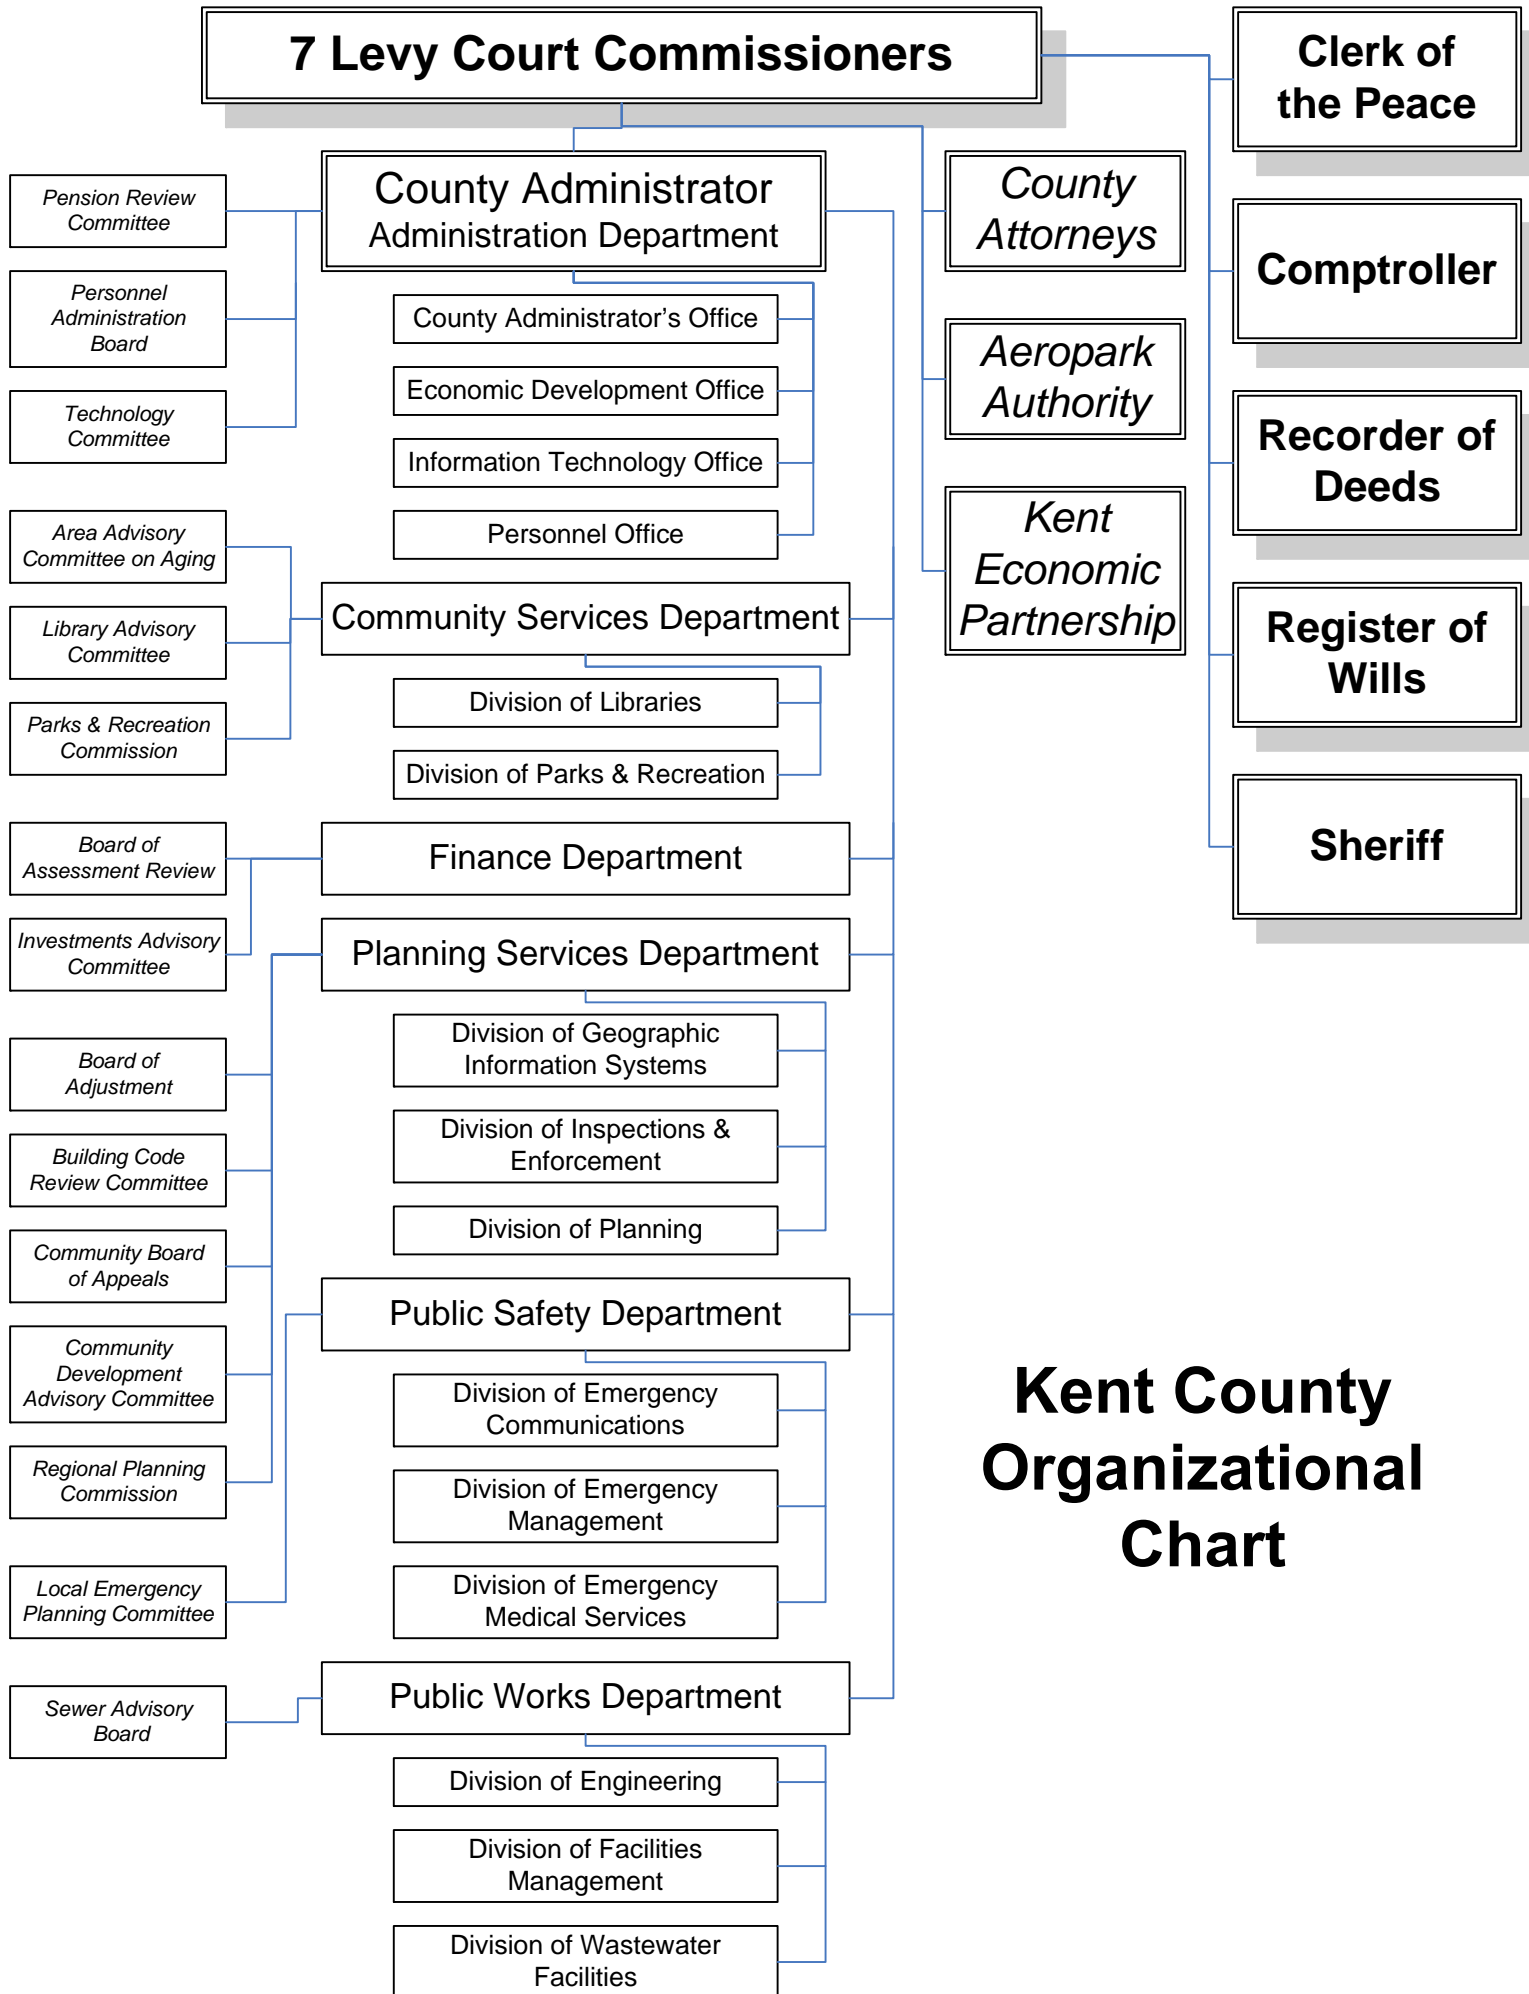 7 Levy Court Commissioners
Clerk of
the Peace
Comptroller
Recorder of
Deeds
Register of
Wills
Sheriff
County
Attorneys
Aeropark
Authority
Kent
Economic
Partnership
County Administrator
Administration Department
County Administrator's Office
Economic Development Office
Information Technology Office
Personnel Office
Pension Review
Committee
Personnel
Administration
Board
Technology
Committee
Community Services Department
Division of Libraries
Division of Parks & Recreation
Area Advisory
Committee on Aging
Library Advisory
Committee
Parks & Recreation
Commission
Finance Department
Board of
Assessment Review
Investments Advisory
Committee
Planning Services Department
Division of Geographic
Information Systems
Division of Inspections &
Enforcement
Division of Planning
Board of
Adjustment
Building Code
Review Committee
Community Board
of Appeals
Community
Development
Advisory Committee
Regional Planning
Commission
Public Safety Department
Division of Emergency
Communications
Division of Emergency
Management
Division of Emergency
Medical Services
Local Emergency
Planning Committee
Public Works Department
Division of Engineering
Division of Facilities
Management
Division of Wastewater
Facilities
Sewer Advisory
Board
Kent County
Organizational
Chart